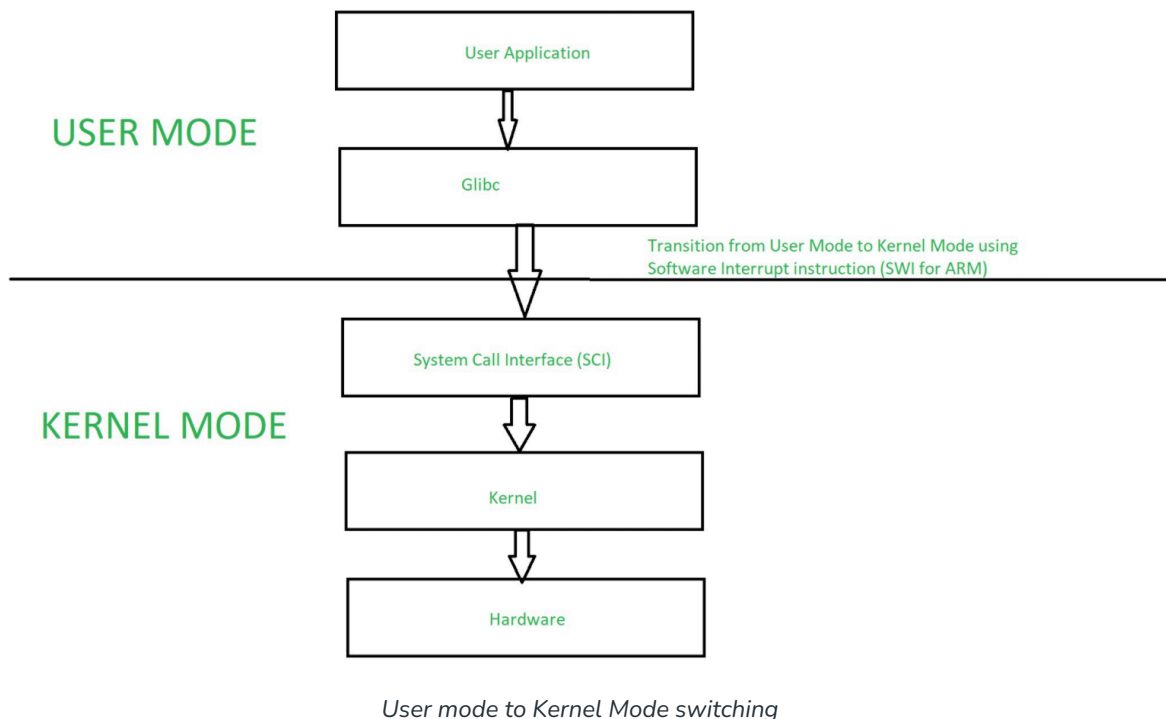 User Application
USER MODE
Glibc
Transition from User Mode to Kernel Mode using
Software Interrupt instruction (SWI for ARM)
System Call Interface (SCI)
KERNEL MODE
Kernel
Hardware
User mode to Kernel Mode switching